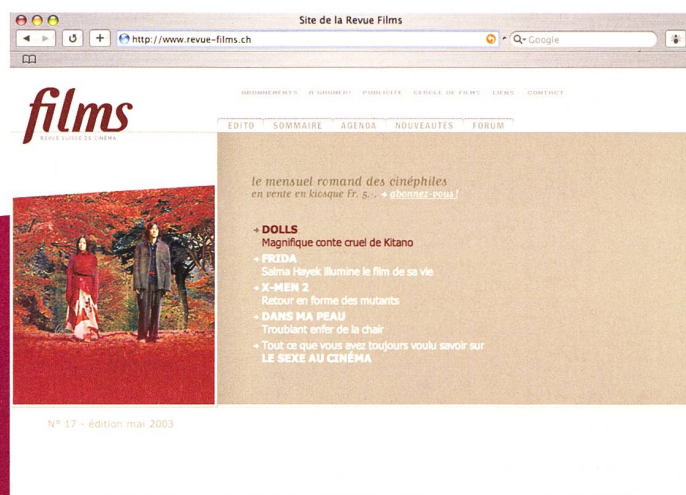 Site de la Revue Films
http://www.revue-films.ch
Google
ABONNEMENTS A GAGNER! PUBLICITÉ CERCLE DE FILMS LIENS CONTACT
films
REVUE SUISSE DE CINÉMA
EDITO SOMMAIRE AGENDA NOUVEAUTES FORUM
le mensuel romand des cinéphiles
en vente en kiosque Fr. 5.-. → abonnez-vous!
→ DOLLS
Magnifique conte cruel de Kitano
→ FRIDA
Salma Hayek illumine le film de sa vie
→ X-MEN 2
Retour en forme des mutants
→ DANS MA PEAU
Troublant enfer de la chair
→ Tout ce que vous avez toujours voulu savoir sur
LE SEXE AU CINÉMA
N° 17 - édition mai 2003